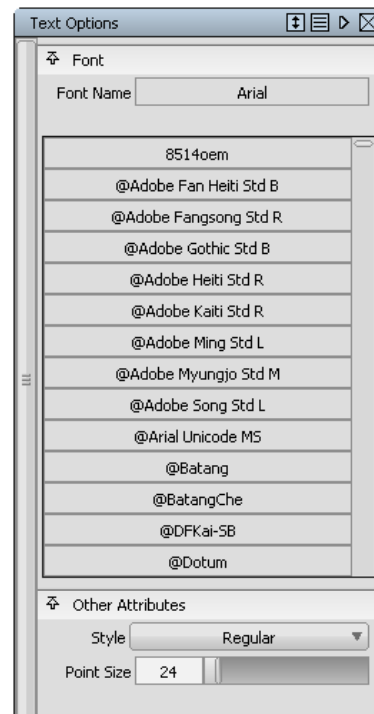 Text Options
Font
Font Name Arial
8514oem
@Adobe Fan Heiti Std B
@Adobe Fangsong Std R
@Adobe Gothic Std B
@Adobe Heiti Std R
@Adobe Kaiti Std R
@Adobe Ming Std L
@Adobe Myungjo Std M
@Adobe Song Std L
@Arial Unicode MS
@Batang
@BatangChe
@DFKai-SB
@Dotum
Other Attributes
Style Regular
Point Size 24